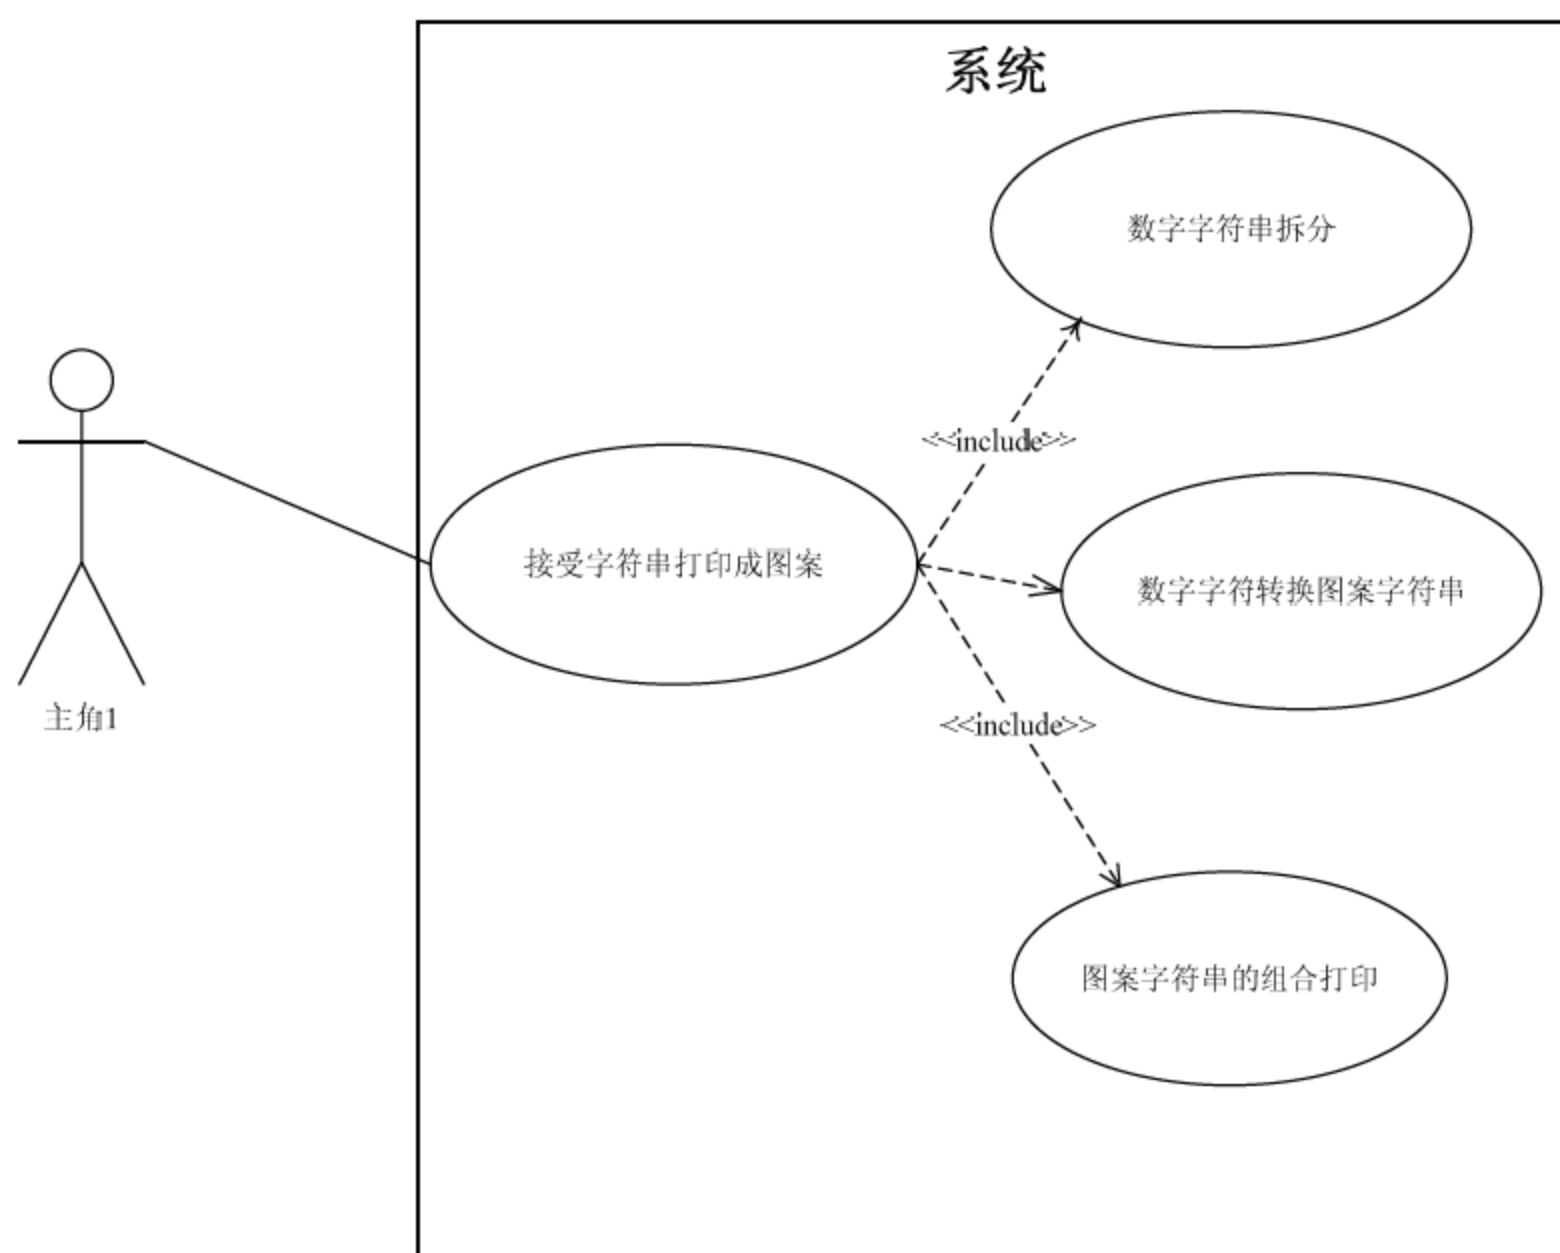 系统
数字字符串拆分
<<include>>
接受字符串打印成图案
数字字符转换图案字符串
主角1
<<include>>
图案字符串的组合打印